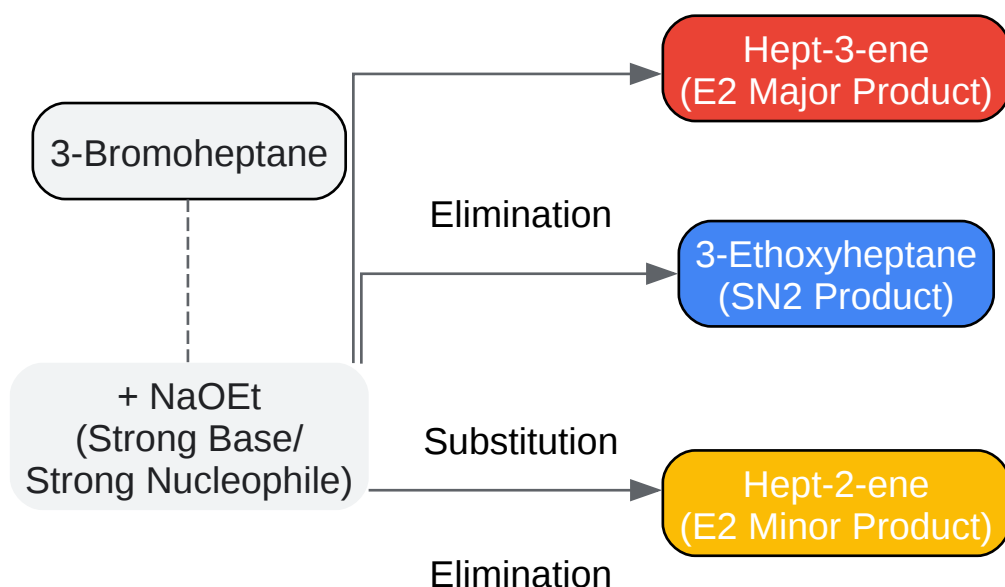 3-Bromoheptane
+ NaOEt
(Strong Base/
Strong Nucleophile)
Hept-3-ene
(E2 Major Product)
Elimination
3-Ethoxyheptane
(SN2 Product)
Substitution
Hept-2-ene
(E2 Minor Product)
Elimination